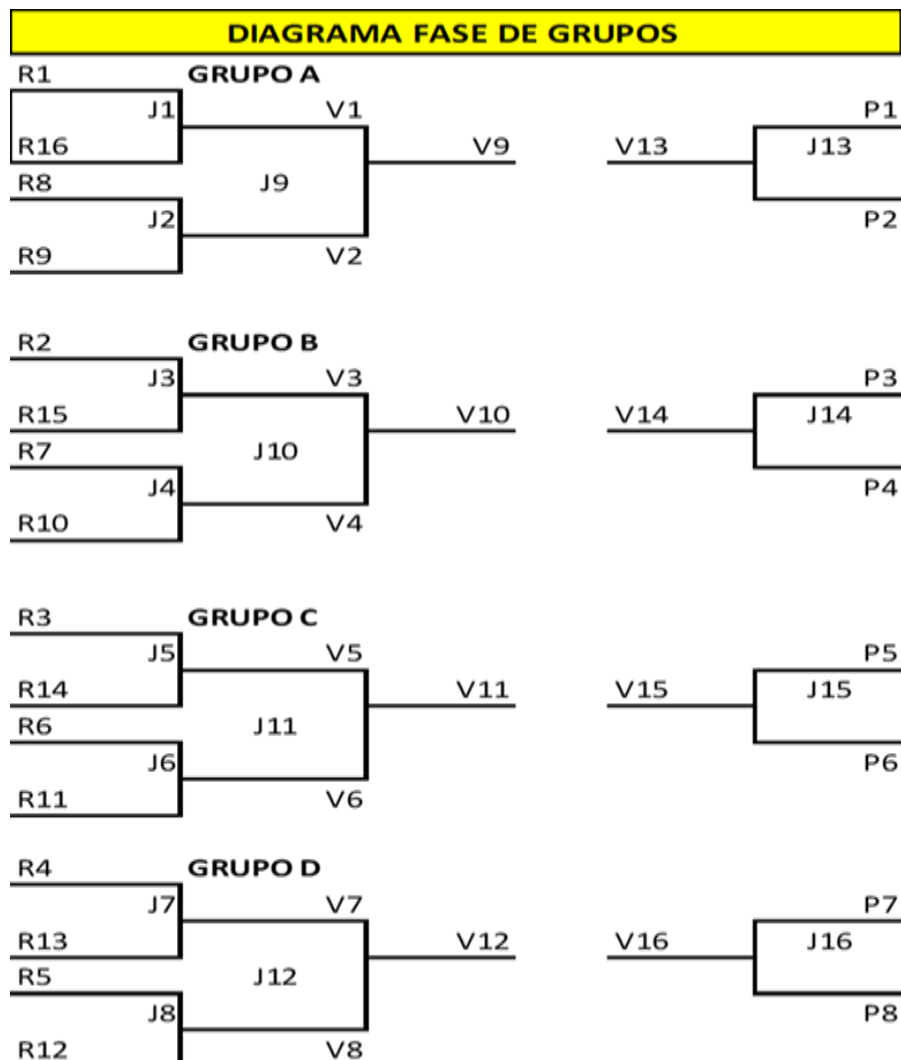 DIAGRAMA FASE DE GRUPOS
R1 GRUPO A
J1 V1 P1
R16 V9 V13 J13
R8 J9
J2 P2
R9 V2
R2 GRUPO B
J3 V3 P3
R15 V10 V14 J14
R7 J10
J4 P4
R10 V4
R3 GRUPO C
J5 V5 P5
R14 V11 V15 J15
R6 J11
J6 P6
R11 V6
R4 GRUPO D
J7 V7 P7
R13 V12 V16 J16
R5 J12
J8 P8
R12 V8